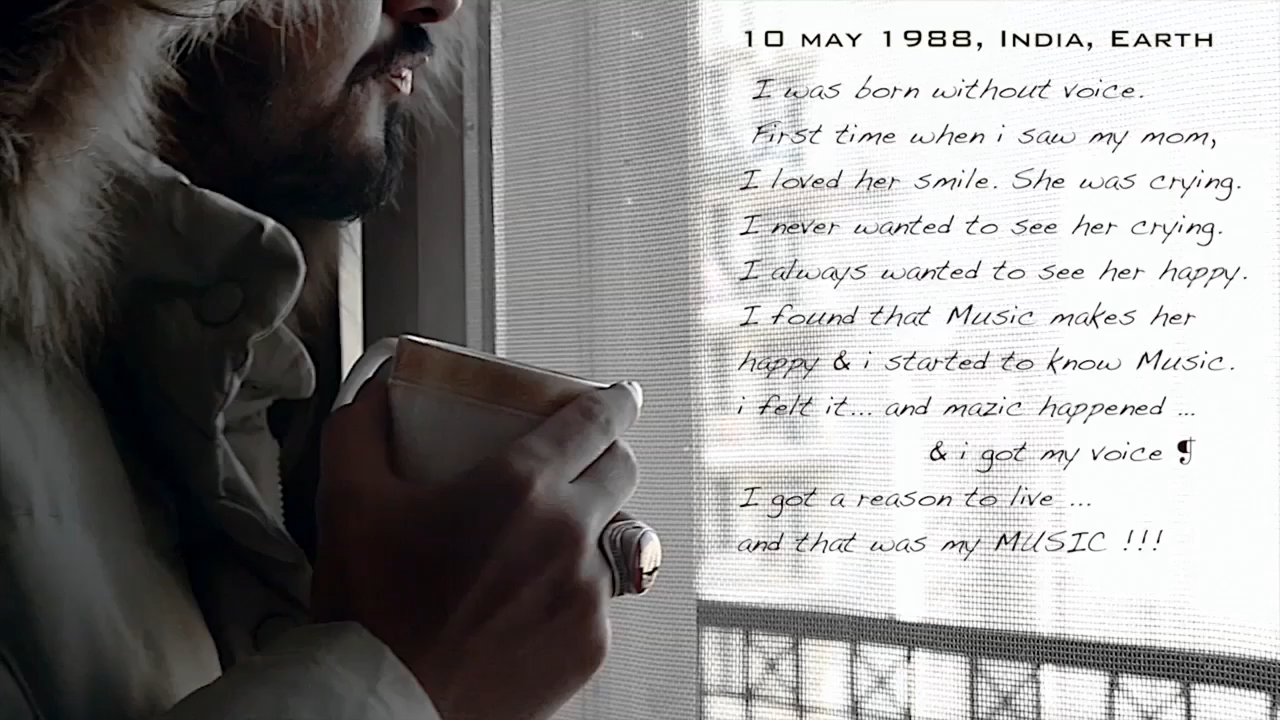 10 MAY 1988, INDIA, EARTH
I was born without voice.
First time when i saw my mom,
I loved her smile. She was crying.
I never wanted to see her crying.
I always wanted to see her happy.
I found that Music makes her
happy & i started to know Music.
i felt it... and mazic happened ...
& i got my voice ¶
I got a reason to live ...
and that was my MUSIC !!!